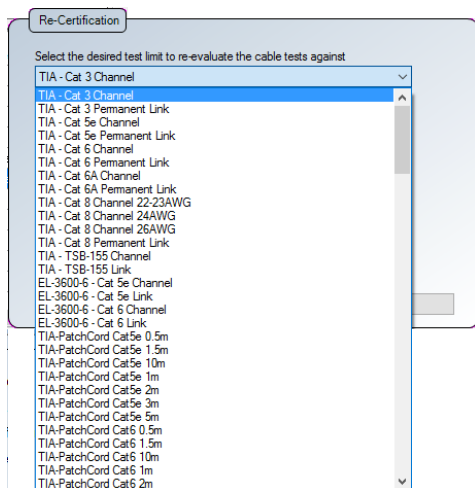 Re-Certification
Select the desired test limit to re-evaluate the cable tests against
TIA - Cat 3 Channel
TIA - Cat 3 Channel
TIA - Cat 3 Permanent Link
TIA - Cat 5e Channel
TIA - Cat 5e Permanent Link
TIA - Cat 6 Channel
TIA - Cat 6 Permanent Link
TIA - Cat 6A Channel
TIA - Cat 6A Permanent Link
TIA - Cat 8 Channel 22-23AWG
TIA - Cat 8 Channel 24AWG
TIA - Cat 8 Channel 26AWG
TIA - Cat 8 Permanent Link
TIA - TSB-155 Channel
TIA - TSB-155 Link
EL-3600-6 - Cat 5e Channel
EL-3600-6 - Cat 5e Link
EL-3600-6 - Cat 6 Channel
EL-3600-6 - Cat 6 Link
TIA-PatchCord Cat5e 0.5m
TIA-PatchCord Cat5e 1.5m
TIA-PatchCord Cat5e 10m
TIA-PatchCord Cat5e 1m
TIA-PatchCord Cat5e 2m
TIA-PatchCord Cat5e 3m
TIA-PatchCord Cat5e 5m
TIA-PatchCord Cat6 0.5m
TIA-PatchCord Cat6 1.5m
TIA-PatchCord Cat6 10m
TIA-PatchCord Cat6 1m
TIA-PatchCord Cat6 2m